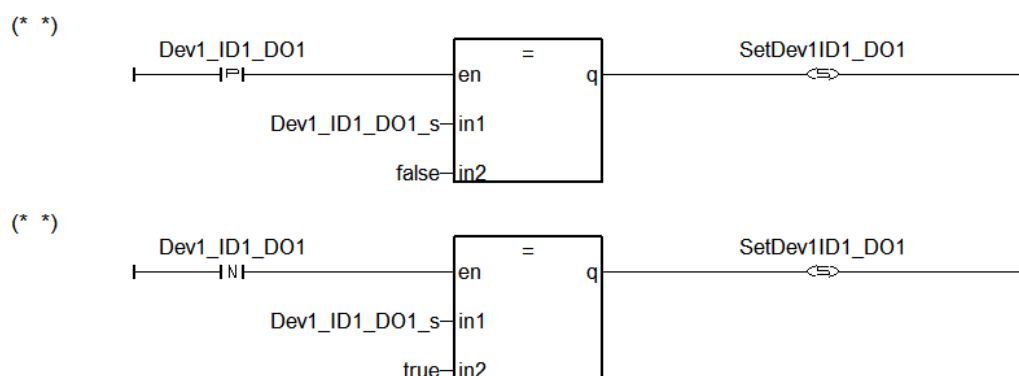 (* *)
Dev1_ID1_DO1
=
SetDev1ID1_DO1
P
en
q
S
Dev1_ID1_DO1_s
in1
false
in2
(* *)
Dev1_ID1_DO1
=
SetDev1ID1_DO1
N
en
q
S
Dev1_ID1_DO1_s
in1
true
in2